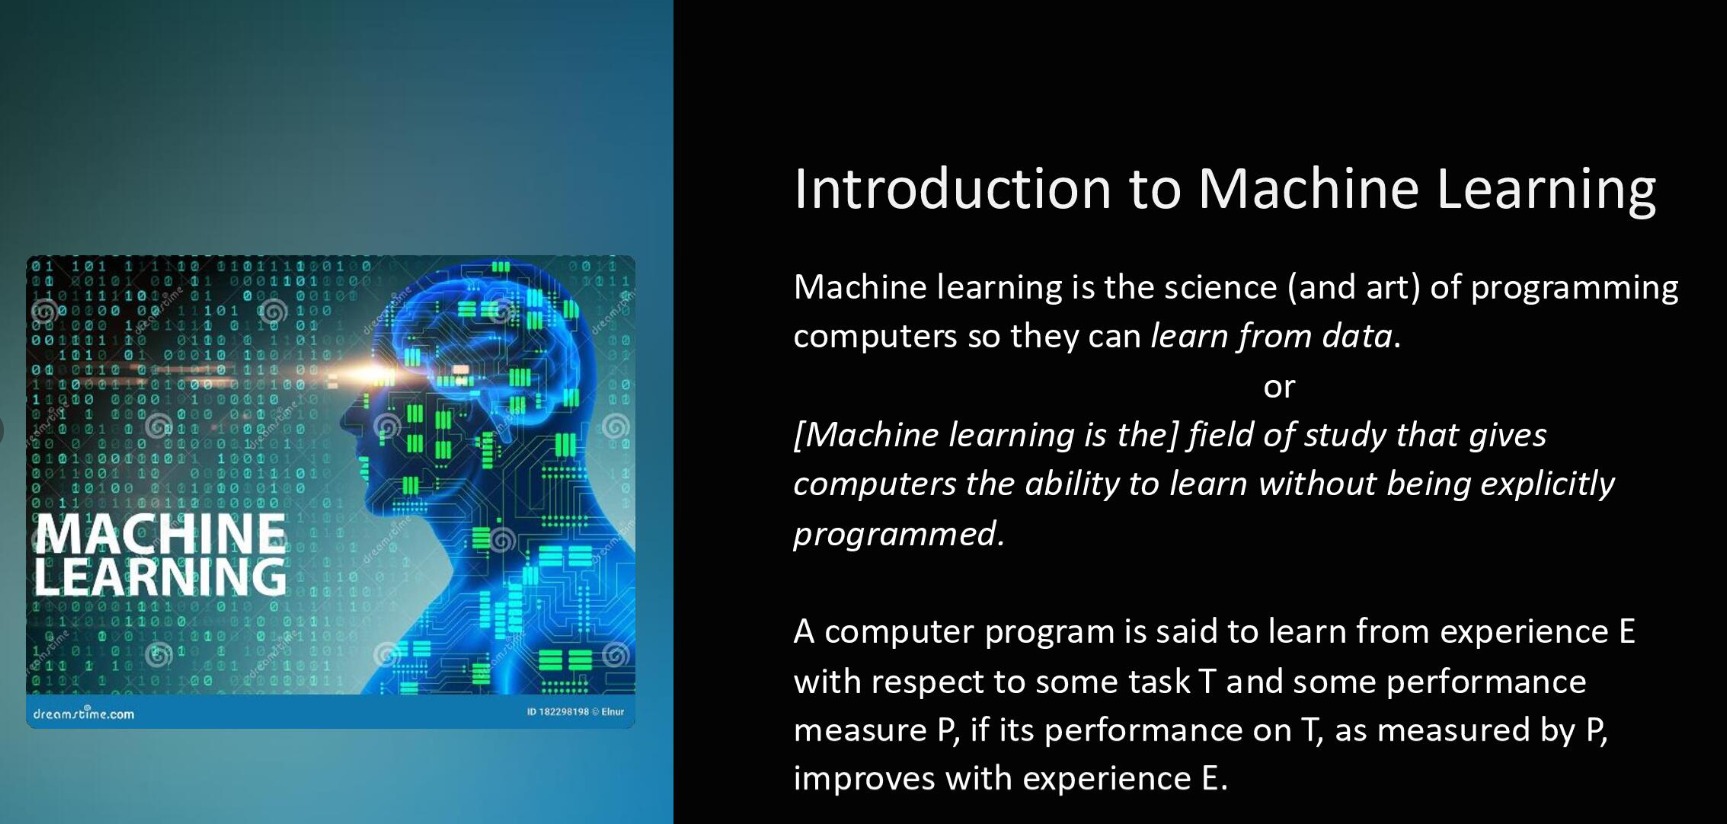 Introduction to Machine Learning
Machine learning is the science (and art) of programming
computers so they can learn from data.
or
[Machine learning is the] field of study that gives
computers the ability to learn without being explicitly
programmed.
A computer program is said to learn from experience E
with respect to some task T and some performance
measure P, if its performance on T, as measured by P,
improves with experience E.
MACHINE
LEARNING
dreamstime.com
ID 182298198 © Elnur